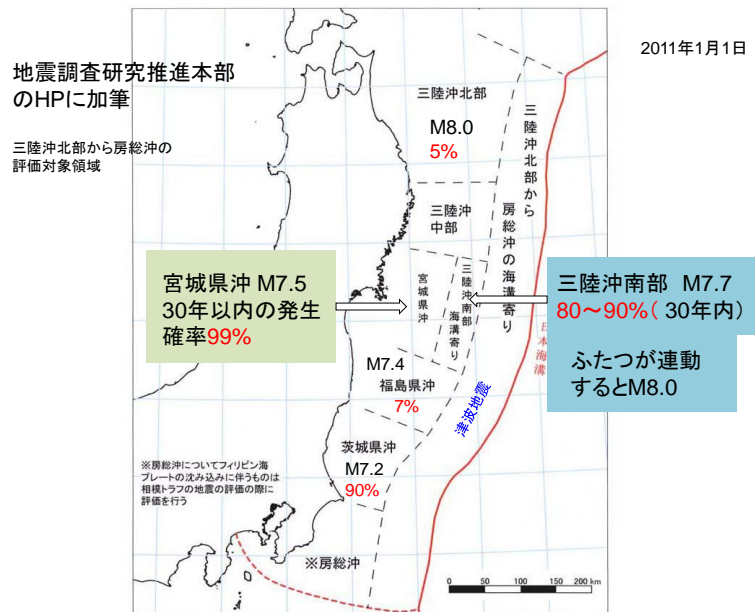 2011年1月1日
地震調査研究推進本部
のHPに加筆
三陸沖北部から房総沖の
評価対象領域
三陸沖北部
M8.0
5%
三陸沖
中部
三陸沖北部から
房総沖の海溝寄り
宮城県沖 M7.5
30年以内の発生
確率99%
宮城県沖
三陸沖南部
海溝寄り
三陸沖南部 M7.7
80～90%( 30年内)
ふたつが連動
するとM8.0
日本海溝
M7.4
福島県沖
7%
津波地震
茨城県沖
M7.2
90%
※房総沖についてフィリピン海
プレートの沈み込みに伴うものは
相模トラフの地震の評価の際に
評価を行う
※房総沖
0 50 100 150 200 km